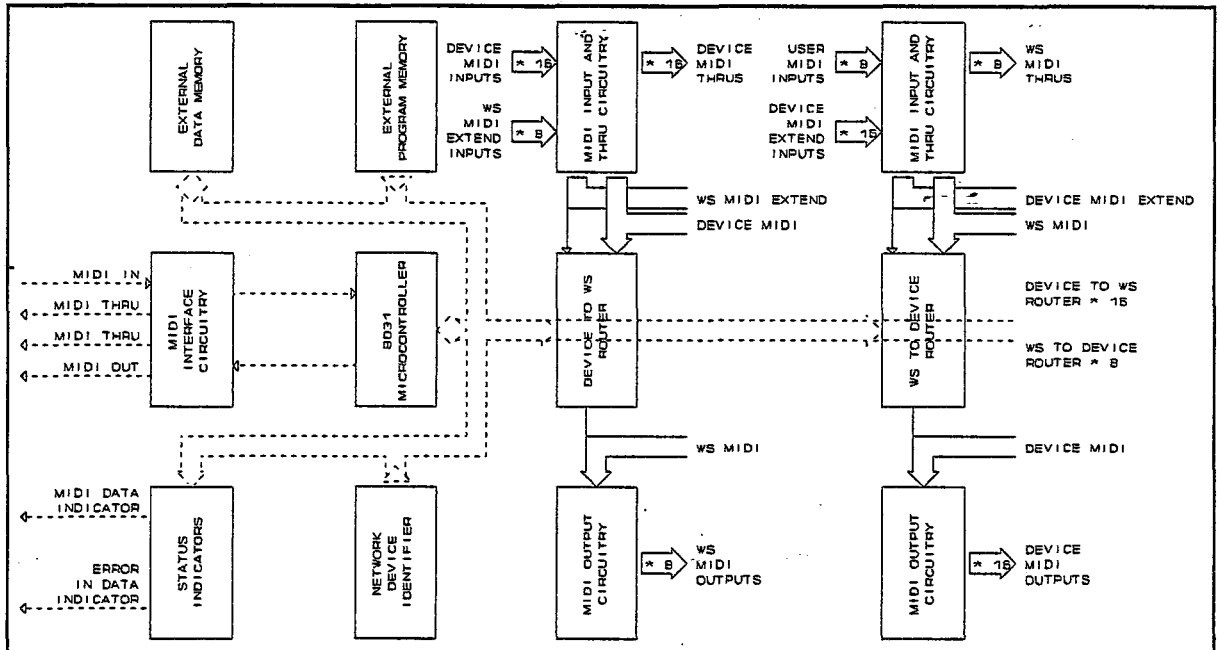 EXTERNAL
DATA MEMORY
EXTERNAL
PROGRAM MEMORY
DEVICE
MIDI
INPUTS
* 16
WS
MIDI
EXTEND
INPUTS
* 8
MIDI INPUT AND
THRU CIRCUITRY
* 16
DEVICE
MIDI
THRUS
USER
MIDI
INPUTS
* 8
DEVICE
MIDI
EXTEND
INPUTS
* 16
MIDI INPUT AND
THRU CIRCUITRY
* 8
WS
MIDI
THRUS
WS MIDI EXTEND
DEVICE MIDI
DEVICE MIDI EXTEND
WS MIDI
MIDI IN
MIDI THRU
MIDI THRU
MIDI OUT
MIDI
INTERFACE
CIRCUITRY
8031
MICROCONTROLLER
DEVICE TO WS
ROUTER
WS TO DEVICE
ROUTER
DEVICE TO WS
ROUTER * 16
WS TO DEVICE
ROUTER * 8
WS MIDI
DEVICE MIDI
MIDI DATA
INDICATOR
ERROR
IN DATA
INDICATOR
STATUS
INDICATORS
NETWORK
DEVICE
IDENTIFIER
MIDI OUTPUT
CIRCUITRY
* 8
WS
MIDI
OUTPUTS
MIDI OUTPUT
CIRCUITRY
* 16
DEVICE
MIDI
OUTPUTS